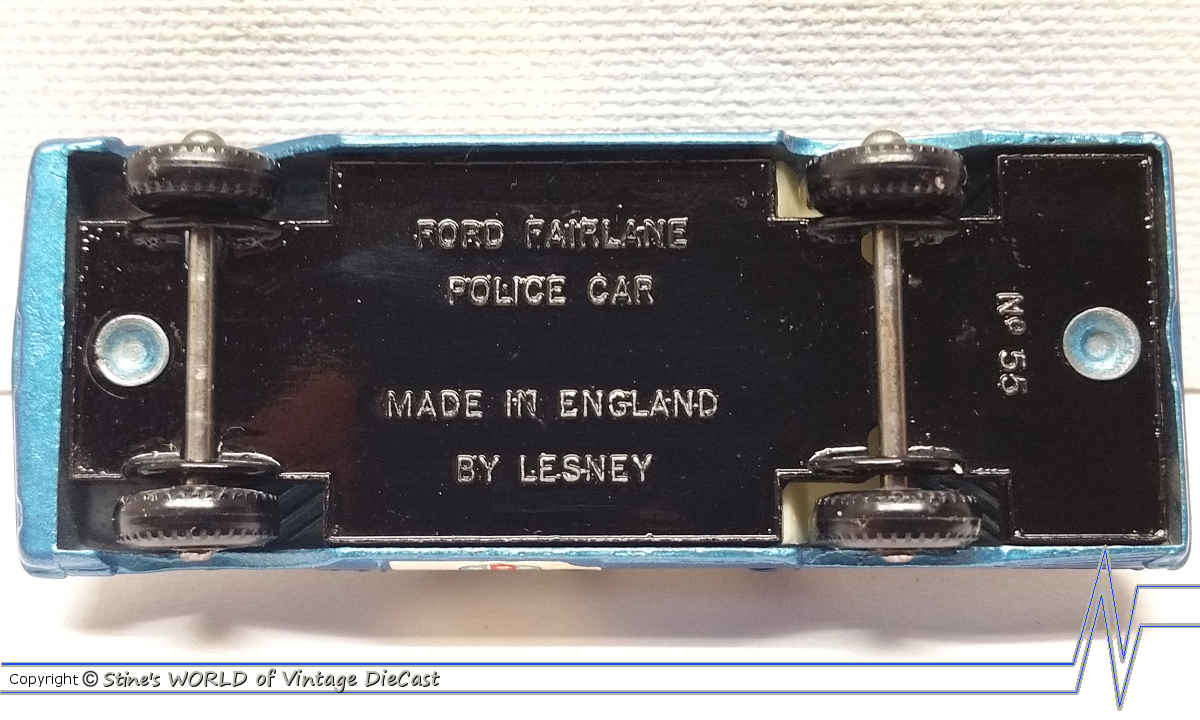 FORD FAIRLANE
POLICE CAR
MADE IN ENGLAND
BY LESNEY
Nº 55
Copyright © Stine's WORLD of Vintage DieCast